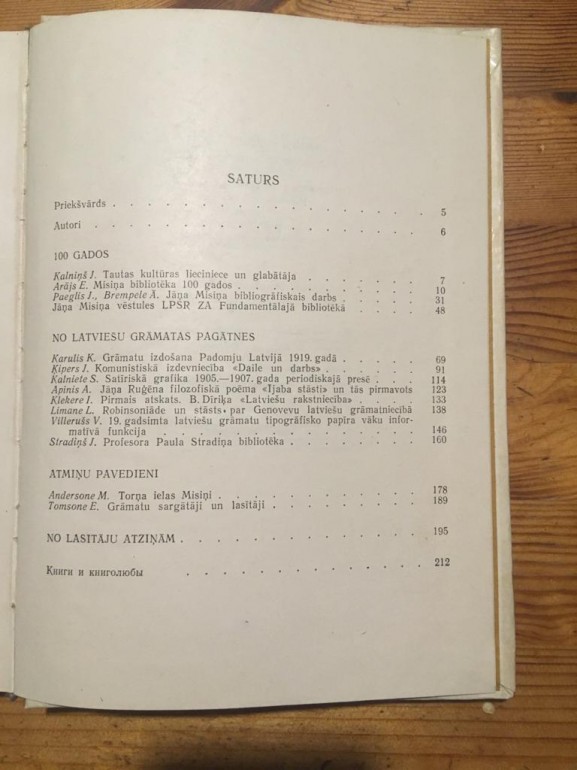 SATURS
Priekšvārds . . . . . . . . . . . . . . . . . 5
Autori . . . . . . . . . . . . . . . . . . 6
100 GADOS
Kalniņš J. Tautas kultūras lieciniece un glabātāja . . . . . . . 7
Arājs E. Misiņa bibliotēka 100 gados . . . . . . . . . . . 10
Paeglis J., Brempele Ā. Jāņa Misiņa bibliogrāfiskais darbs . . . . . 31
Jāņa Misiņa vēstules LPSR ZA Fundamentālajā bibliotēkā . . . . . 48
NO LATVIEŠU GRĀMATAS PAGĀTNES
Karulis K. Grāmatu izdošana Padomju Latvijā 1919. gadā . . . . . 69
Ķipers J. Komunistiskā izdevniecība «Daile un darbs» . . . . . 91
Kalniete S. Satīriskā grafika 1905.—1907. gada periodiskajā presē . . . 114
Apīnis A. Jāņa Ruģēna filozofiskā poēma «Ījaba stāsti» un tās pirmavots 123
Klekere I. Pirmais atskats. B. Dīriķa «Latviešu rakstniecība» . . . . 133
Limane L. Robinsoniāde un stāsts par Genovevu latviešu grāmatniecībā 138
Villerušs V. 19. gadsimta latviešu grāmatu tipogrāfisko papīra vāku infor-
matīvā funkcija . . . . . . . . . . . . . . . . 146
Stradiņš J. Profesora Paula Stradiņa bibliotēka . . . . . . . . 160
ATMIŅU PAVEDIENI
Andersone M. Torņa ielas Misiņi . . . . . . . . . . . . 178
Tomsone E. Grāmatu sargātāji un lasītāji . . . . . . . . . 189
NO LASĪTĀJU ATZIŅĀM . . . . . . . . . . . . . . 195
Книги и книголюбы . . . . . . . . . . . . . . 212